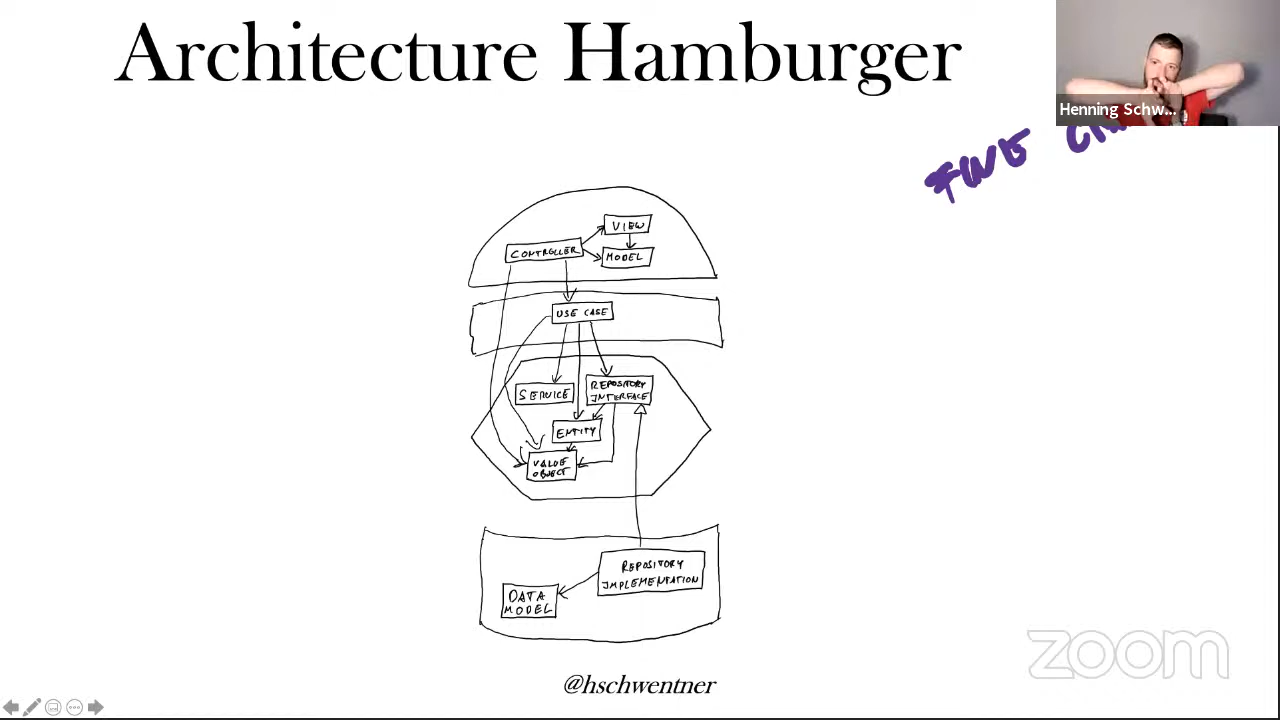 Architecture Hamburger
Henning Schw...
VIEW
CONTROLLER
MODEL
USE CASE
SERVICE
REPOSITORY
INTERFACE
ENTITY
VALUE
OBJECT
REPOSITORY
IMPLEMENTATION
DATA
MODEL
zoom
@hschwentner